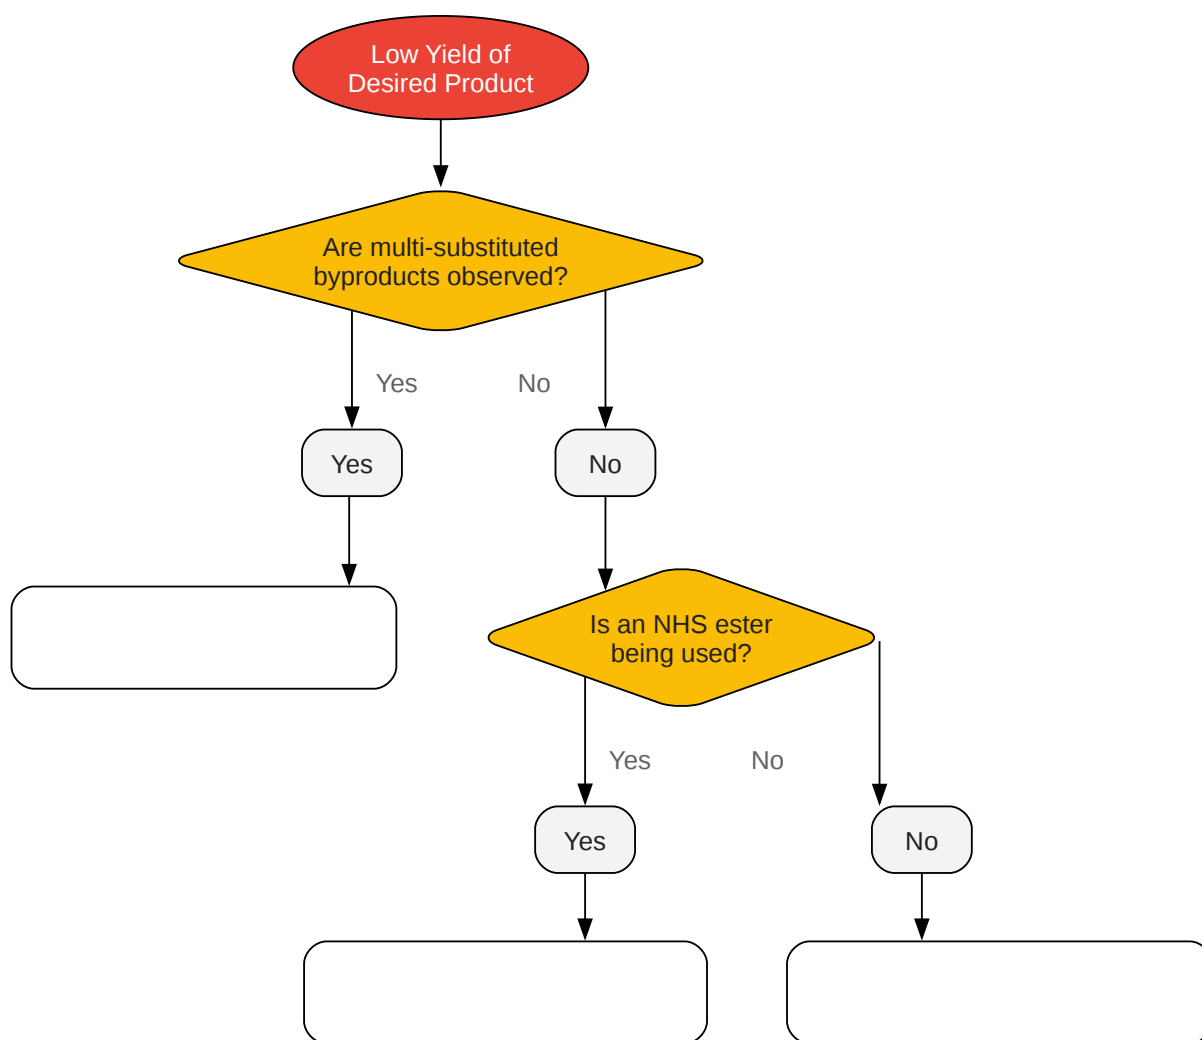 Low Yield of
Desired Product
Are multi-substituted
byproducts observed?
Yes
No
Yes
No
Is an NHS ester
being used?
Yes
No
Yes
No